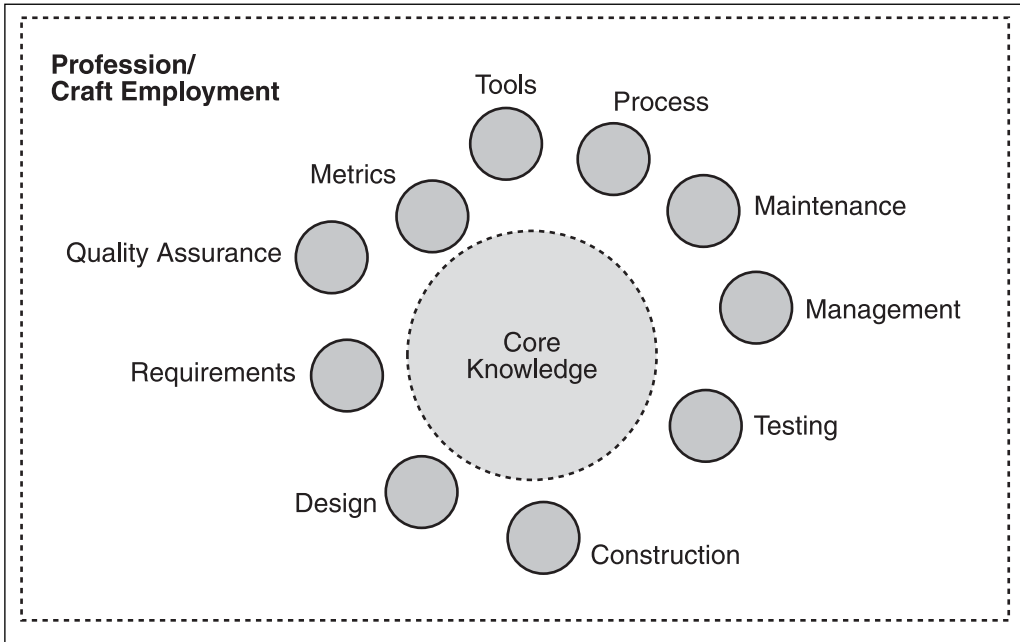 Profession/
Craft Employment
Tools
Process
Metrics
Maintenance
Quality Assurance
Management
Core
Knowledge
Requirements
Testing
Design
Construction